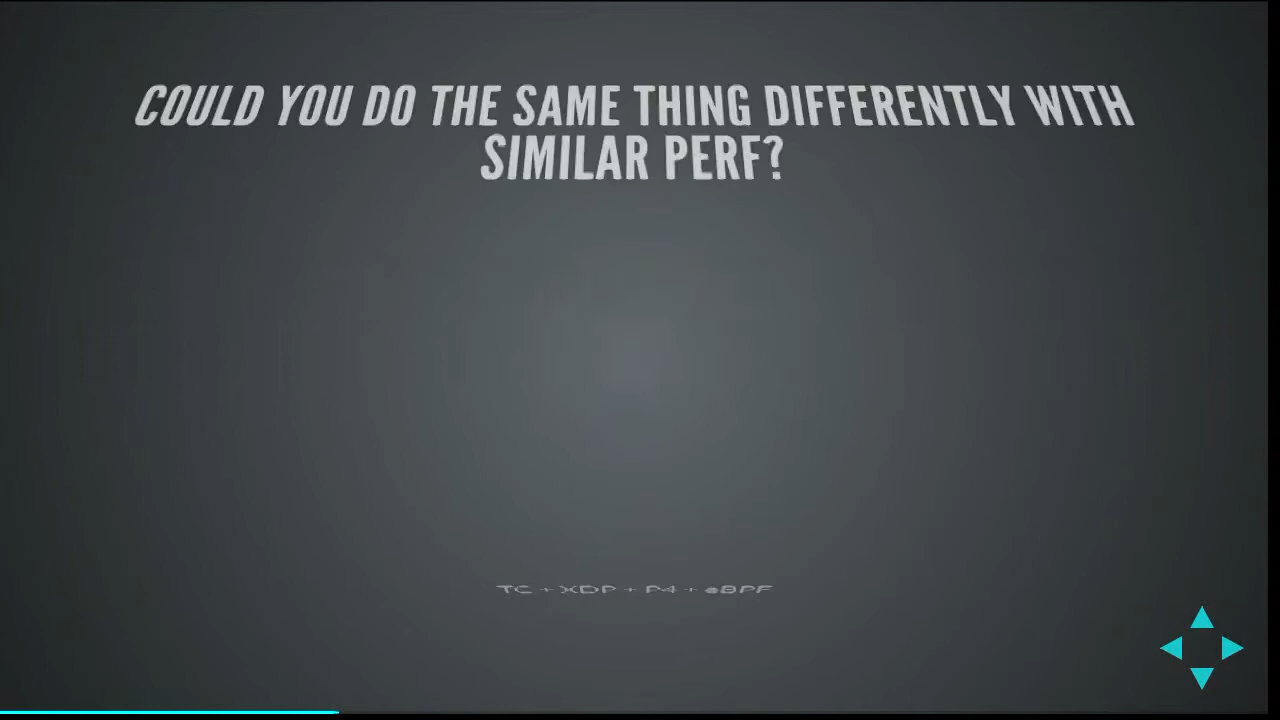 COULD YOU DO THE SAME THING DIFFERENTLY WITH
SIMILAR PERF?
TC + XDP + P4 + eBPF